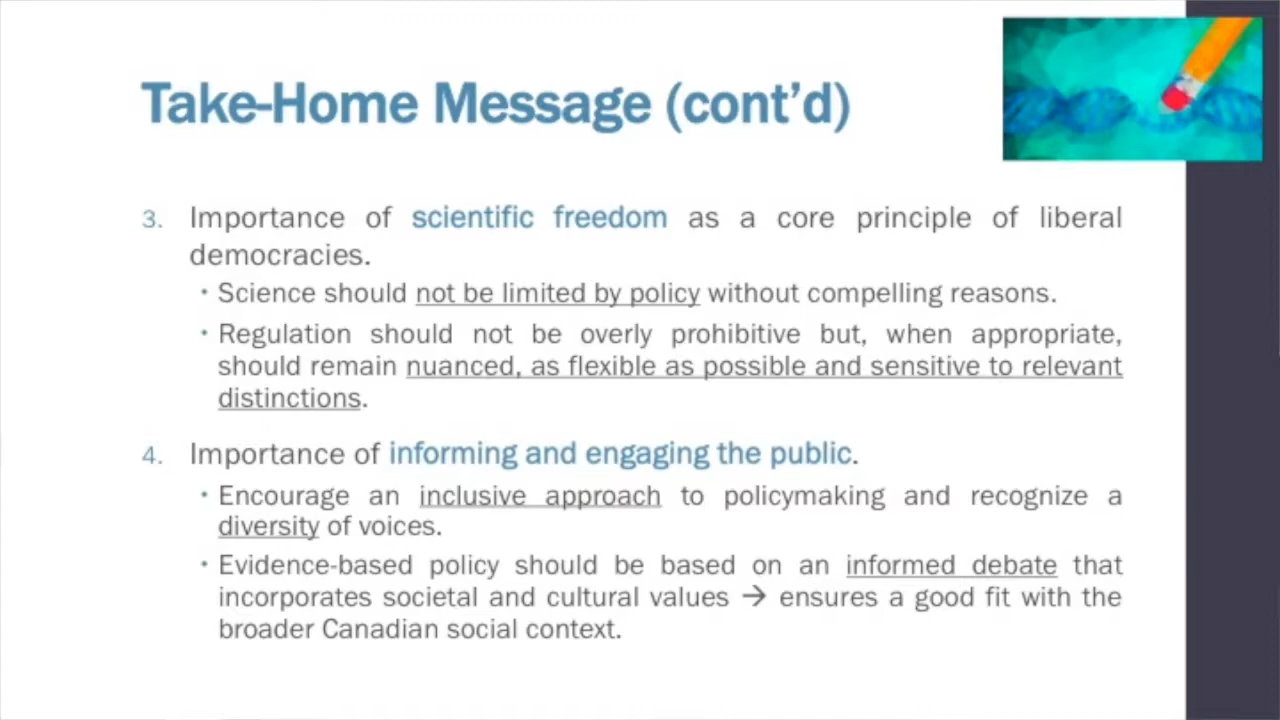 Take-Home Message (cont'd)
3. Importance of scientific freedom as a core principle of liberal
democracies.
• Science should not be limited by policy without compelling reasons.
• Regulation should not be overly prohibitive but, when appropriate,
should remain nuanced, as flexible as possible and sensitive to relevant
distinctions.
4. Importance of informing and engaging the public.
• Encourage an inclusive approach to policymaking and recognize a
diversity of voices.
• Evidence-based policy should be based on an informed debate that
incorporates societal and cultural values → ensures a good fit with the
broader Canadian social context.